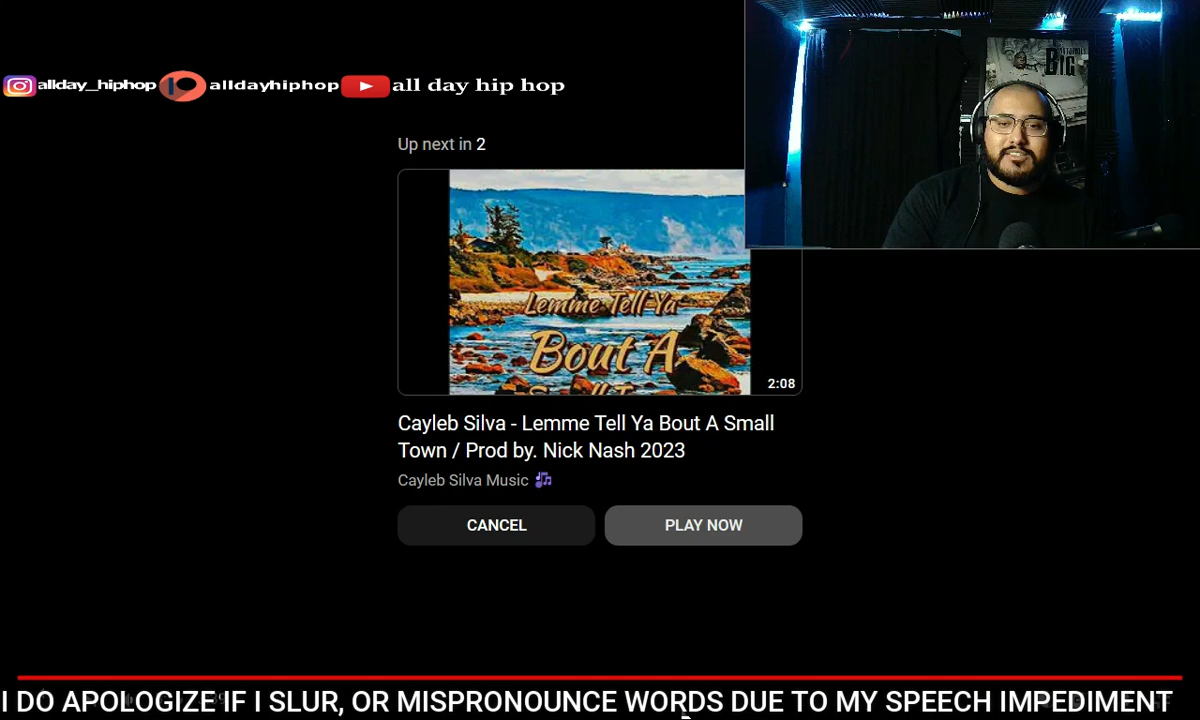 allday_hiphop alldayhiphop all day hip hop
BIG
Up next in 2
Lemme Tell Ya
Bout A
2:08
Cayleb Silva - Lemme Tell Ya Bout A Small
Town / Prod by. Nick Nash 2023
Cayleb Silva Music
CANCEL PLAY NOW
I DO APOLOGIZE IF I SLUR, OR MISPRONOUNCE WORDS DUE TO MY SPEECH IMPEDIMENT